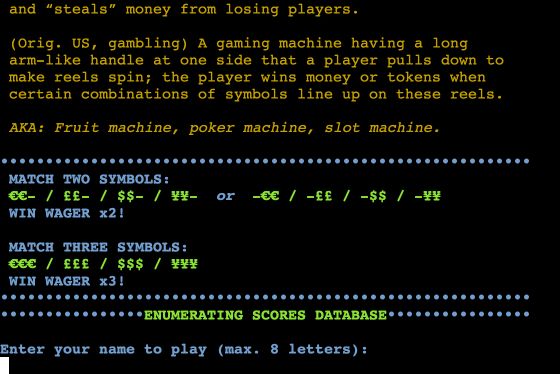 and “steals” money from losing players.
(Orig. US, gambling) A gaming machine having a long
arm-like handle at one side that a player pulls down to
make reels spin; the player wins money or tokens when
certain combinations of symbols line up on these reels.
AKA: Fruit machine, poker machine, slot machine.
MATCH TWO SYMBOLS:
€€- / ££- / $$- / ¥¥- or -€€ / -££ / -$$ / -¥¥
WIN WAGER x2!
MATCH THREE SYMBOLS:
€€€ / £££ / $$$ / ¥¥¥
WIN WAGER x3!
ENUMERATING SCORES DATABASE
Enter your name to play (max. 8 letters):